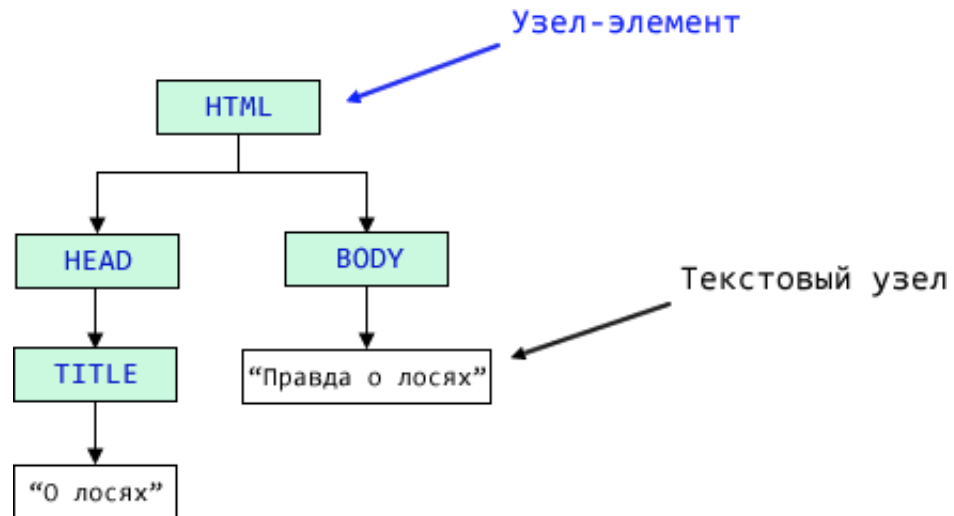 Узел-элемент
HTML
HEAD
BODY
Текстовый узел
TITLE
“Правда о лосях”
“О лосях”